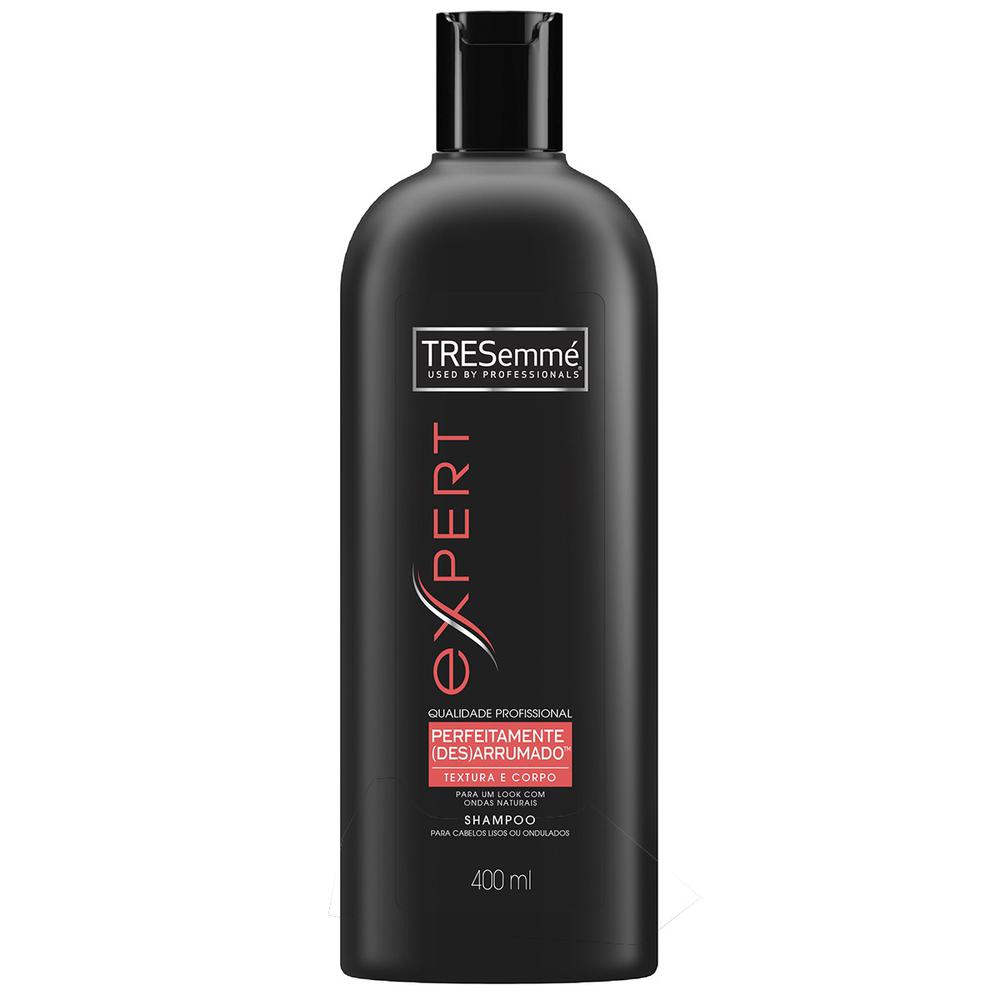 TRESemmé®
USED BY PROFESSIONALS
eXPERT
QUALIDADE PROFISSIONAL
PERFEITAMENTE
(DES)ARRUMADO™
TEXTURA E CORPO
PARA UM LOOK COM
ONDAS NATURAIS
SHAMPOO
PARA CABELOS LISOS OU ONDULADOS
400 ml